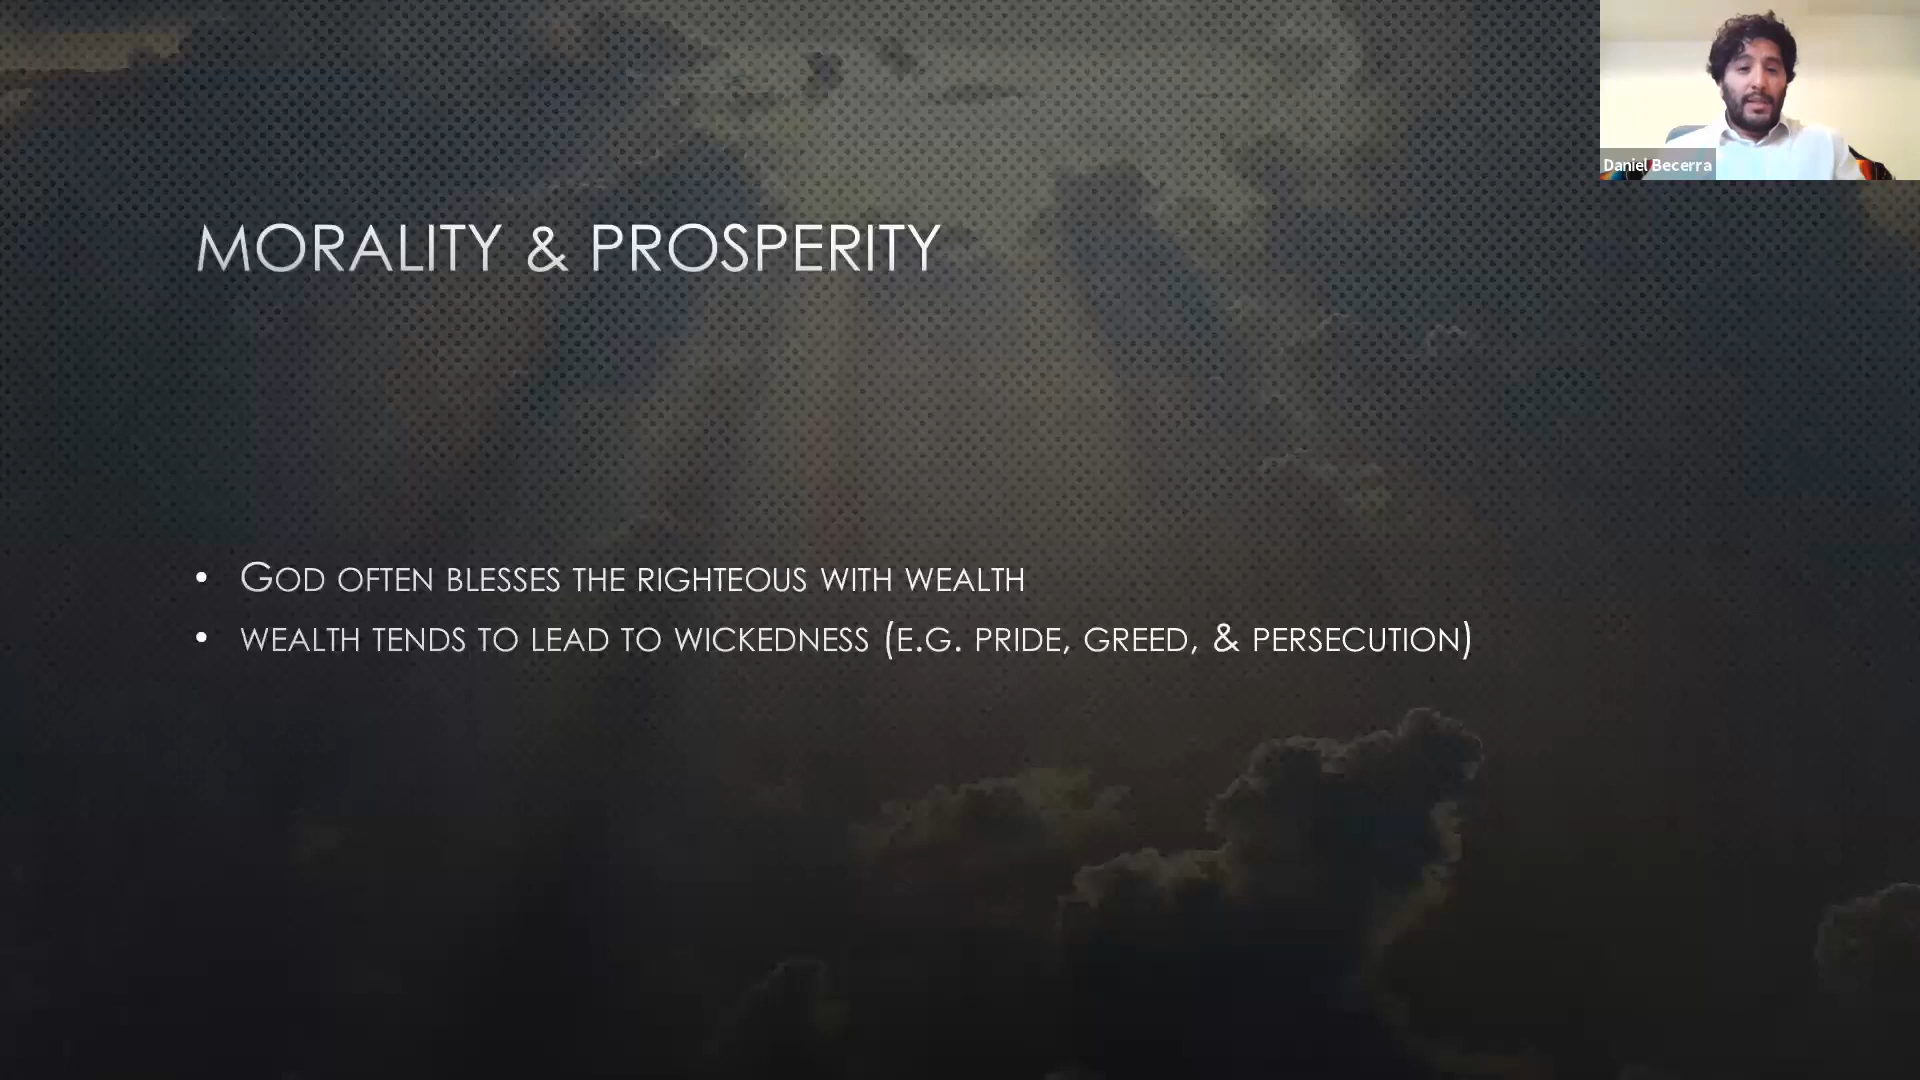 Daniel Becerra
MORALITY & PROSPERITY
• GOD OFTEN BLESSES THE RIGHTEOUS WITH WEALTH
• WEALTH TENDS TO LEAD TO WICKEDNESS (E.G. PRIDE, GREED, & PERSECUTION)